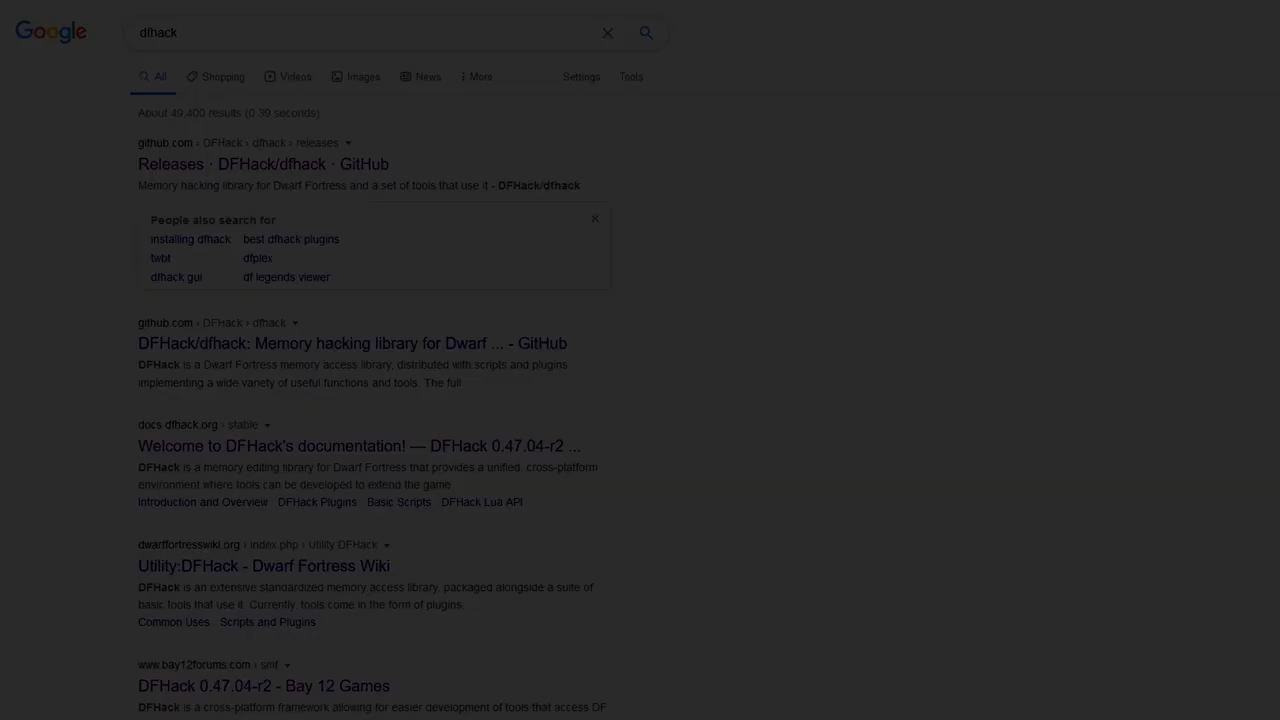 Google
dfhack
All Shopping Videos Images News More Settings Tools
About 49,400 results (0.39 seconds)
github.com › DFHack › dfhack › releases
Releases · DFHack/dfhack · GitHub
Memory hacking library for Dwarf Fortress and a set of tools that use it - DFHack/dfhack
People also search for
installing dfhack best dfhack plugins
twbt dfplex
dfhack gui df legends viewer
github.com › DFHack › dfhack
DFHack/dfhack: Memory hacking library for Dwarf ... - GitHub
DFHack is a Dwarf Fortress memory access library, distributed with scripts and plugins
implementing a wide variety of useful functions and tools. The full
docs.dfhack.org › stable
Welcome to DFHack's documentation! — DFHack 0.47.04-r2 ...
DFHack is a memory editing library for Dwarf Fortress that provides a unified, cross-platform
environment where tools can be developed to extend the game
Introduction and Overview DFHack Plugins Basic Scripts DFHack Lua API
dwarffortresswiki.org › index.php › Utility:DFHack
Utility:DFHack - Dwarf Fortress Wiki
DFHack is an extensive standardized memory access library, packaged alongside a suite of
basic tools that use it. Currently, tools come in the form of plugins,
Common Uses Scripts and Plugins
www.bay12forums.com › smf
DFHack 0.47.04-r2 - Bay 12 Games
DFHack is a cross-platform framework allowing for easier development of tools that access DF